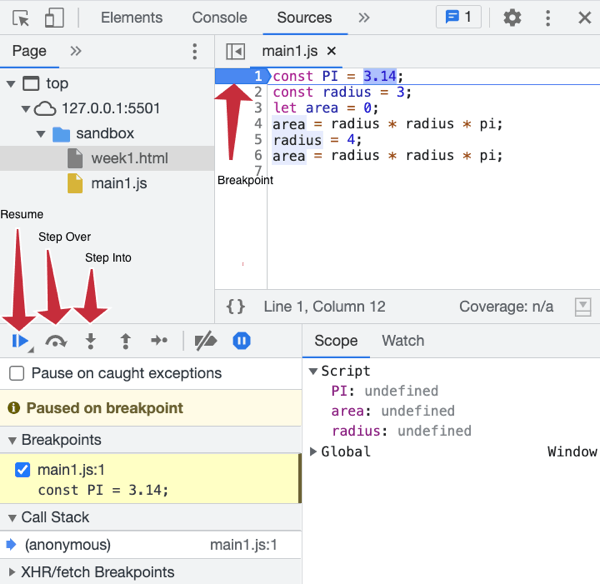 Elements Console Sources » 1
Page »
main1.js ×
top
127.0.0.1:5501
sandbox
week1.html
main1.js
1 const PI = 3.14;
2 const radius = 3;
3 let area = 0;
4 area = radius * radius * pi;
5 radius = 4;
6 area = radius * radius * pi;
7
Breakpoint
Resume
Step Over
Step Into
{} Line 1, Column 12 Coverage: n/a
Pause on caught exceptions
Paused on breakpoint
Breakpoints
main1.js:1
const PI = 3.14;
Call Stack
(anonymous) main1.js:1
XHR/fetch Breakpoints
Scope Watch
Script
PI: undefined
area: undefined
radius: undefined
Global Window